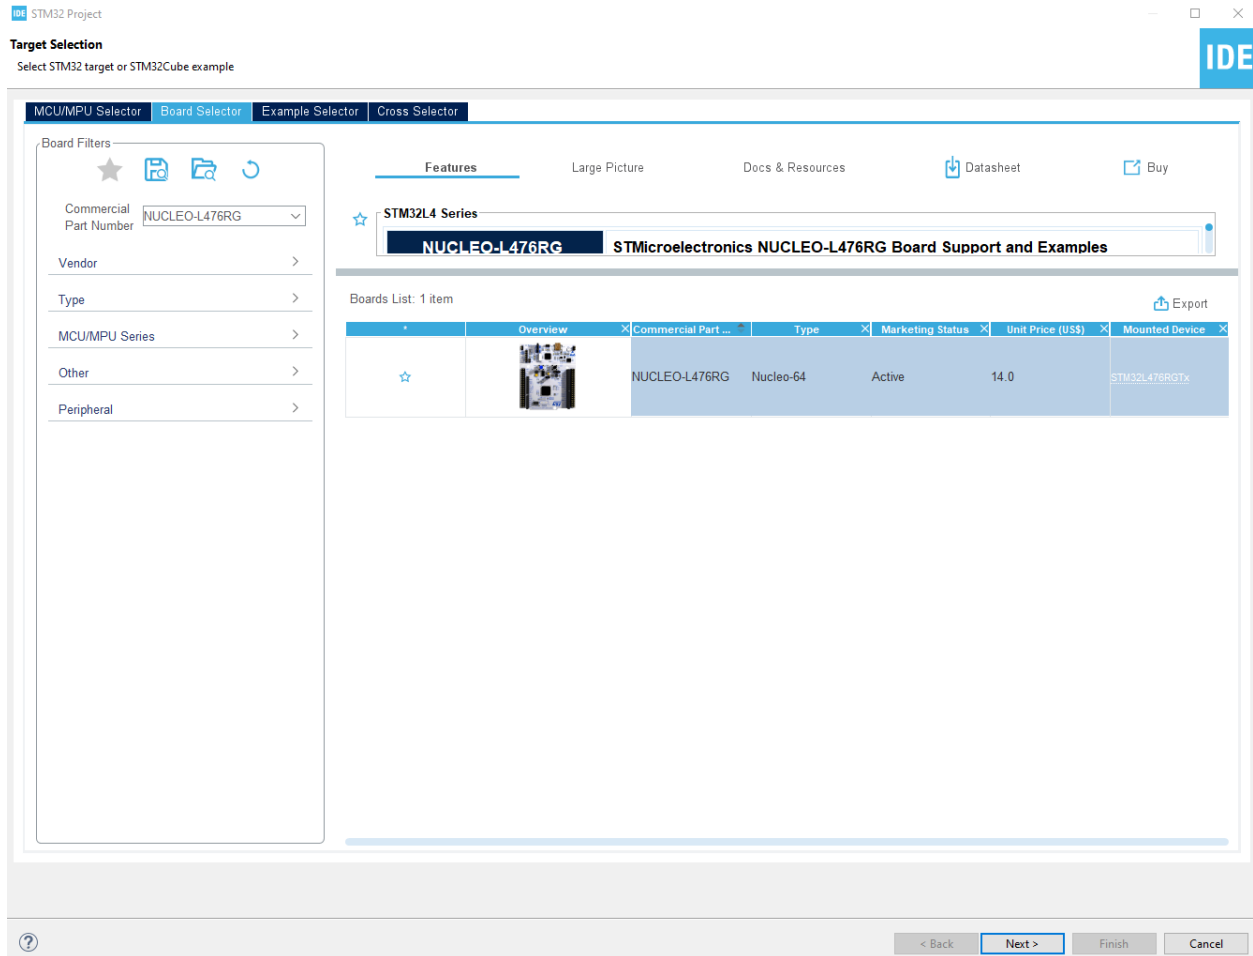 IDE STM32 Project
Target Selection
Select STM32 target or STM32Cube example
IDE
MCU/MPU Selector Board Selector Example Selector Cross Selector
Board Filters
Features Large Picture Docs & Resources Datasheet Buy
Commercial
Part Number NUCLEO-L476RG
STM32L4 Series
NUCLEO-L476RG STMicroelectronics NUCLEO-L476RG Board Support and Examples
Vendor
Type
MCU/MPU Series
Other
Peripheral
Boards List: 1 item
Export
* Overview Commercial Part ... Type Marketing Status Unit Price (US$) Mounted Device
NUCLEO-L476RG Nucleo-64 Active 14.0 STM32L476RGTx
< Back Next > Finish Cancel